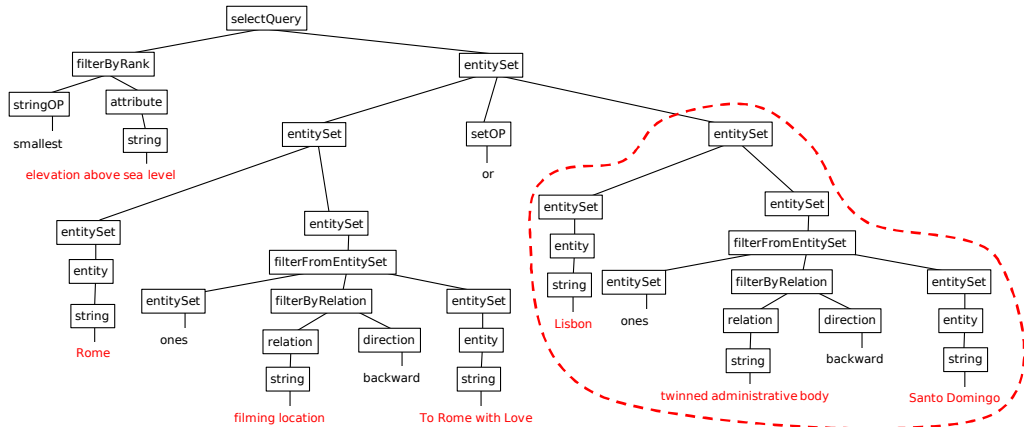 selectQuery
filterByRank entitySet
stringOP attribute
smallest string entitySet setOP entitySet
elevation above sea level or
entitySet entitySet entitySet entitySet
entity filterFromEntitySet entity filterFromEntitySet
string entitySet filterByRelation entitySet string entitySet filterByRelation entitySet
Rome ones relation direction entity Lisbon ones relation direction entity
string backward string string backward string
filming location To Rome with Love twinned administrative body Santo Domingo